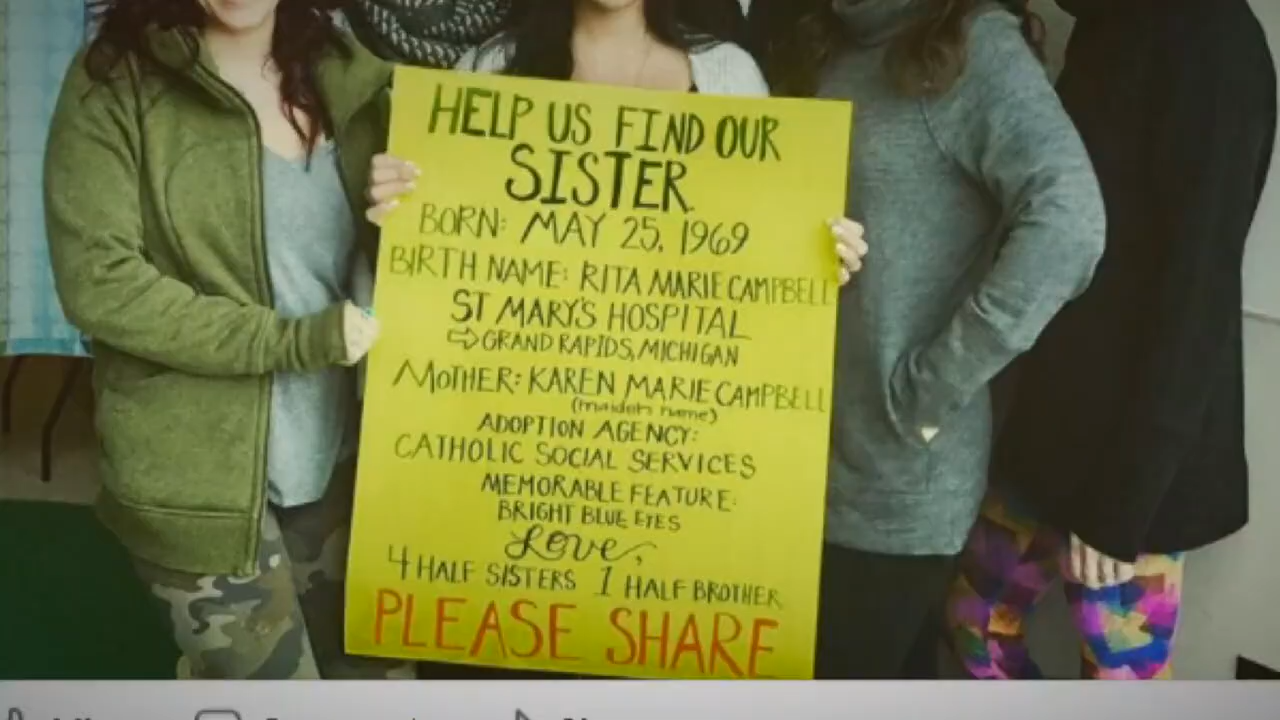 HELP US FIND OUR
SISTER.
BORN: MAY 25, 1969
BIRTH NAME: RITA MARIE CAMPBELL
ST MARY'S HOSPITAL
⇨ GRAND RAPIDS, MICHIGAN
MOTHER: KAREN MARIE CAMPBELL
(maiden name)
ADOPTION AGENCY:
CATHOLIC SOCIAL SERVICES
MEMORABLE FEATURE:
BRIGHT BLUE EYES
Love,
4 HALF SISTERS 1 HALF BROTHER
PLEASE SHARE